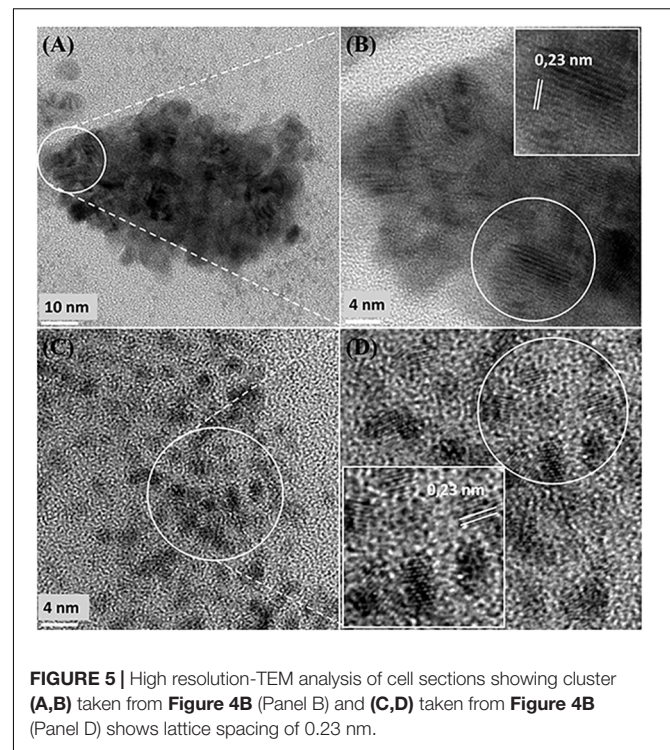 (A)
(B)
0,23 nm
10 nm
4 nm
(C)
(D)
0,23 nm
4 nm
FIGURE 5 | High resolution-TEM analysis of cell sections showing cluster
(A,B) taken from Figure 4B (Panel B) and (C,D) taken from Figure 4B
(Panel D) shows lattice spacing of 0.23 nm.